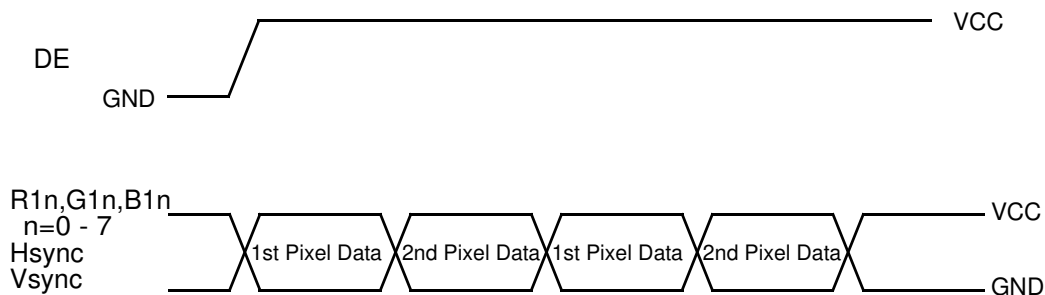 VCC
DE
GND
R1n,G1n,B1n
n=0 - 7
Hsync
Vsync
1st Pixel Data
2nd Pixel Data
1st Pixel Data
2nd Pixel Data
VCC
GND